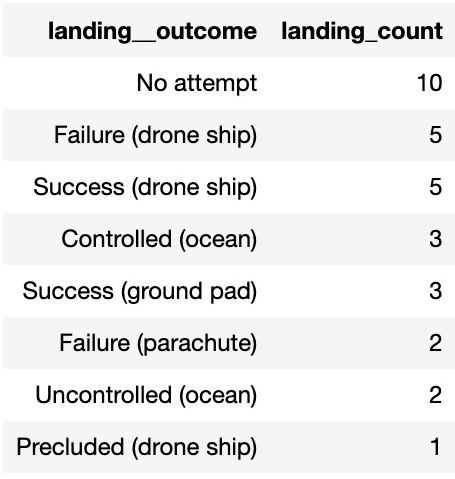 landing__outcome landing_count
No attempt 10
Failure (drone ship) 5
Success (drone ship) 5
Controlled (ocean) 3
Success (ground pad) 3
Failure (parachute) 2
Uncontrolled (ocean) 2
Precluded (drone ship) 1